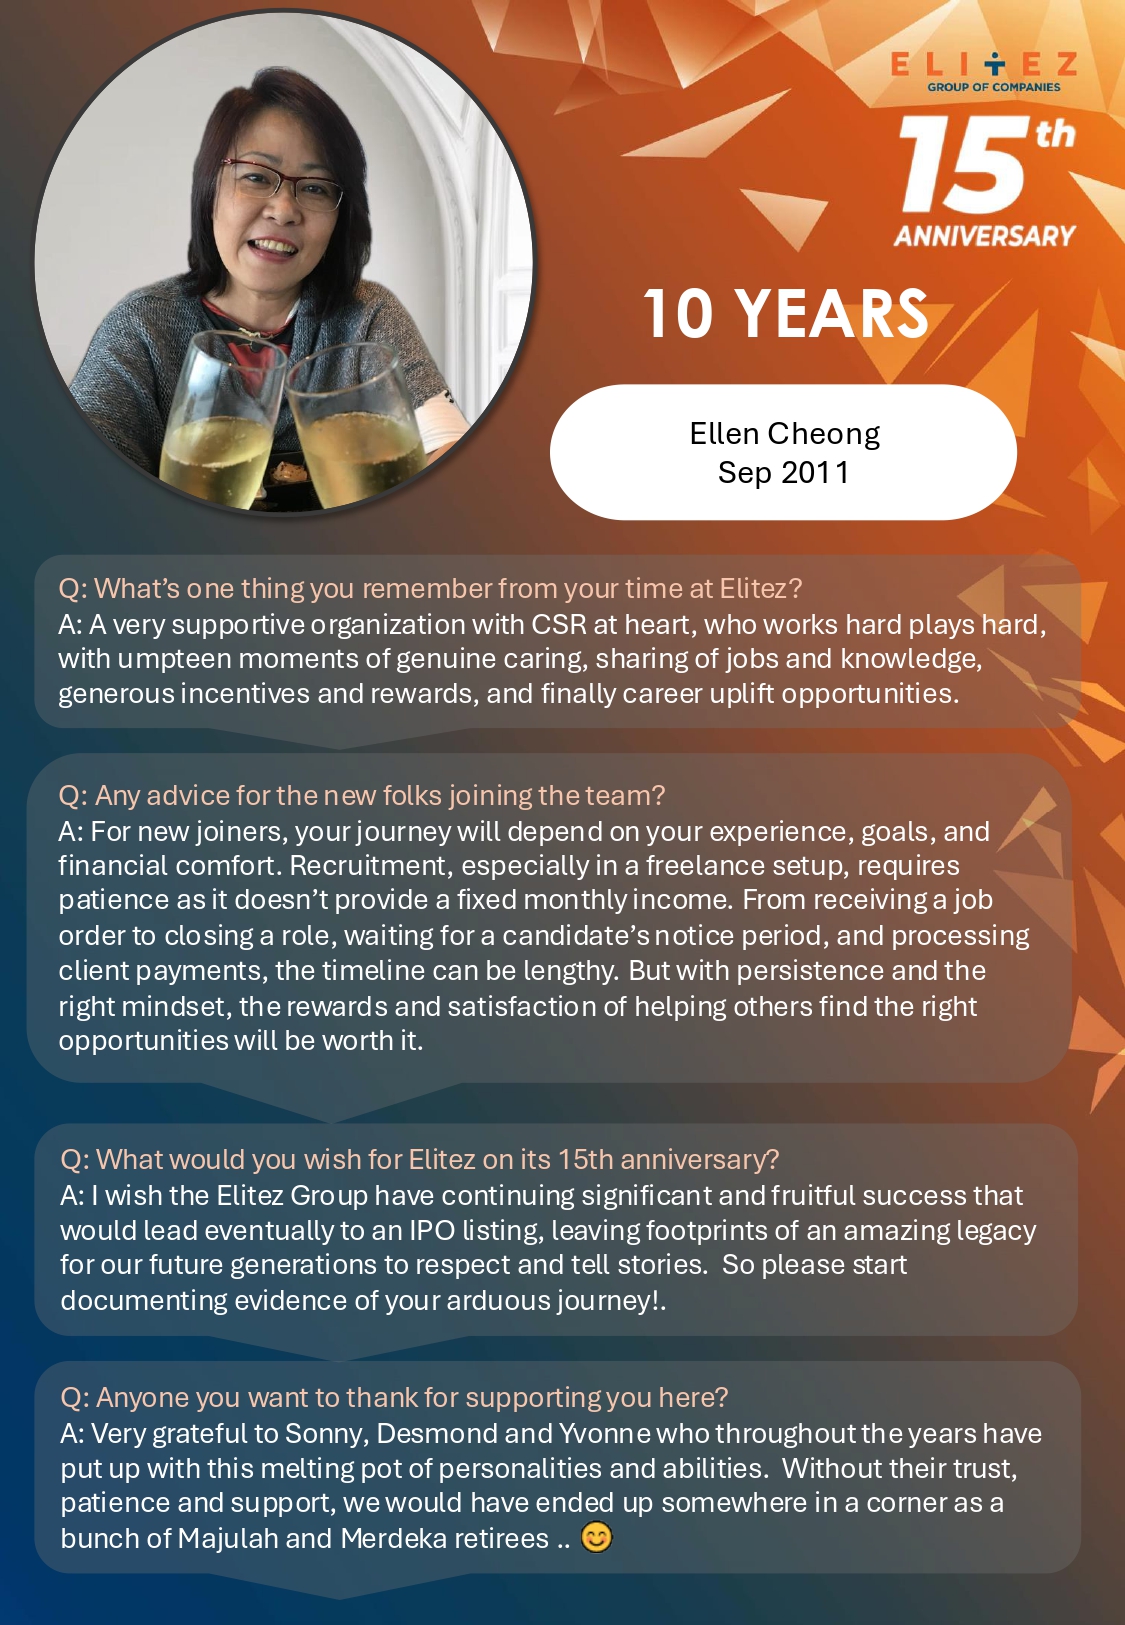 ELITEZ
GROUP OF COMPANIES
15th
ANNIVERSARY
10 YEARS
Ellen Cheong
Sep 2011
Q: What’s one thing you remember from your time at Elitez?
A: A very supportive organization with CSR at heart, who works hard plays hard,
with umpteen moments of genuine caring, sharing of jobs and knowledge,
generous incentives and rewards, and finally career uplift opportunities.
Q: Any advice for the new folks joining the team?
A: For new joiners, your journey will depend on your experience, goals, and
financial comfort. Recruitment, especially in a freelance setup, requires
patience as it doesn’t provide a fixed monthly income. From receiving a job
order to closing a role, waiting for a candidate’s notice period, and processing
client payments, the timeline can be lengthy. But with persistence and the
right mindset, the rewards and satisfaction of helping others find the right
opportunities will be worth it.
Q: What would you wish for Elitez on its 15th anniversary?
A: I wish the Elitez Group have continuing significant and fruitful success that
would lead eventually to an IPO listing, leaving footprints of an amazing legacy
for our future generations to respect and tell stories.  So please start
documenting evidence of your arduous journey!.
Q: Anyone you want to thank for supporting you here?
A: Very grateful to Sonny, Desmond and Yvonne who throughout the years have
put up with this melting pot of personalities and abilities.  Without their trust,
patience and support, we would have ended up somewhere in a corner as a
bunch of Majulah and Merdeka retirees .. 😊